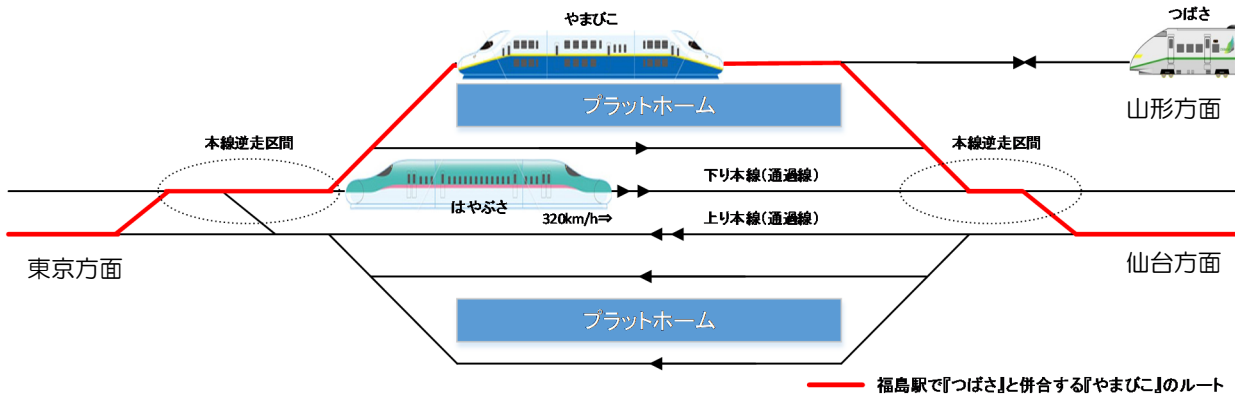 やまびこ
つばさ
プラットホーム
山形方面
本線逆走区間
本線逆走区間
下り本線(通過線)
はやぶさ
320km/h⇒
上り本線(通過線)
東京方面
仙台方面
プラットホーム
福島駅で『つばさ』と併合する『やまびこ』のルート